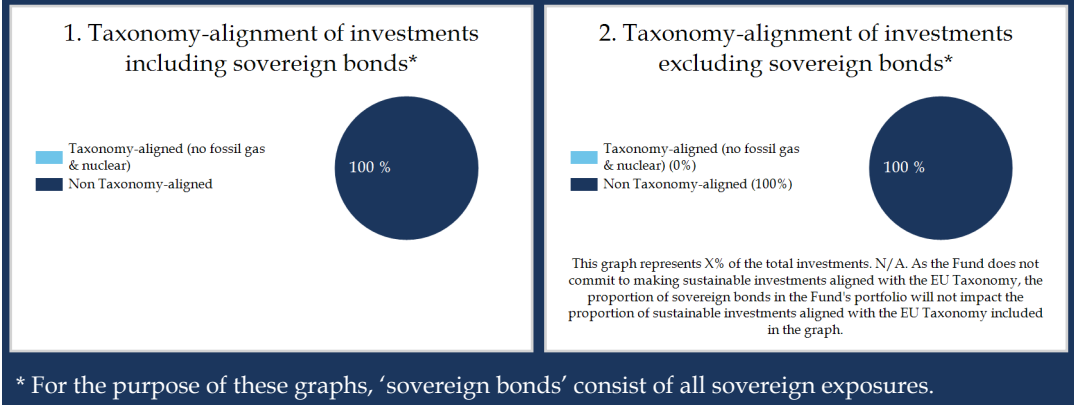 1. Taxonomy-alignment of investments
including sovereign bonds*
Taxonomy-aligned (no fossil gas
& nuclear)
Non Taxonomy-aligned
100 %
2. Taxonomy-alignment of investments
excluding sovereign bonds*
Taxonomy-aligned (no fossil gas
& nuclear) (0%)
Non Taxonomy-aligned (100%)
100 %
This graph represents X% of the total investments. N/A. As the Fund does not
commit to making sustainable investments aligned with the EU Taxonomy, the
proportion of sovereign bonds in the Fund's portfolio will not impact the
proportion of sustainable investments aligned with the EU Taxonomy included
in the graph.
* For the purpose of these graphs, ‘sovereign bonds’ consist of all sovereign exposures.